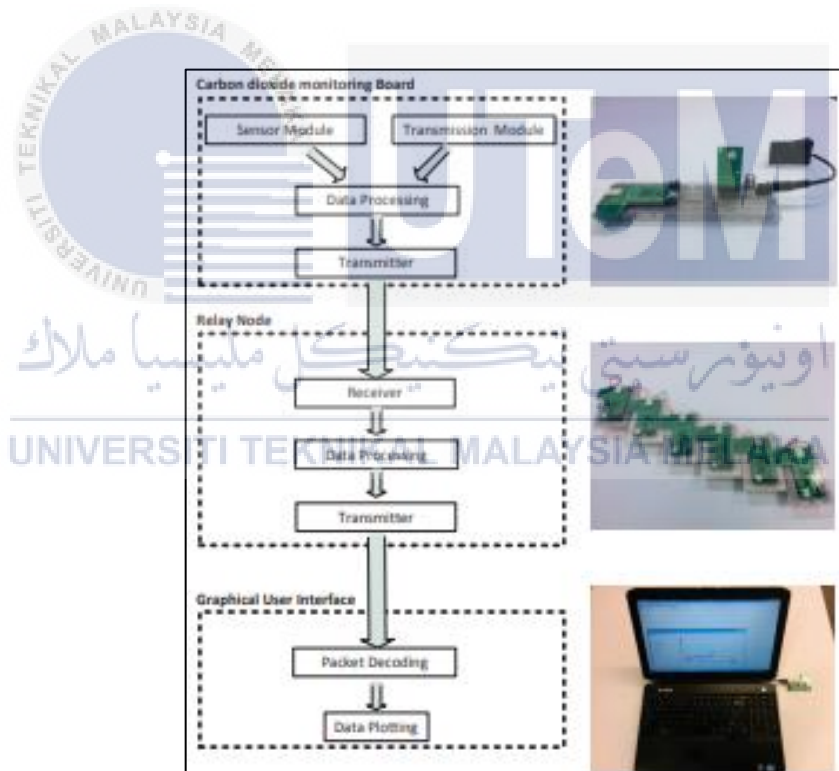 UNIVERSITI TEKNIKAL MALAYSIA MELAKA
UTeM
Carbon dioxide monitoring Board
Sensor Module
Transmission Module
Data Processing
Transmitter
Relay Node
اونيۏرسيتي تيكنيكل مليسيا ملاك
Receiver
UNIVERSITI TEKNIKAL MALAYSIA MELAKA
Data Processing
Transmitter
Graphical User Interface
Packet Decoding
Data Plotting